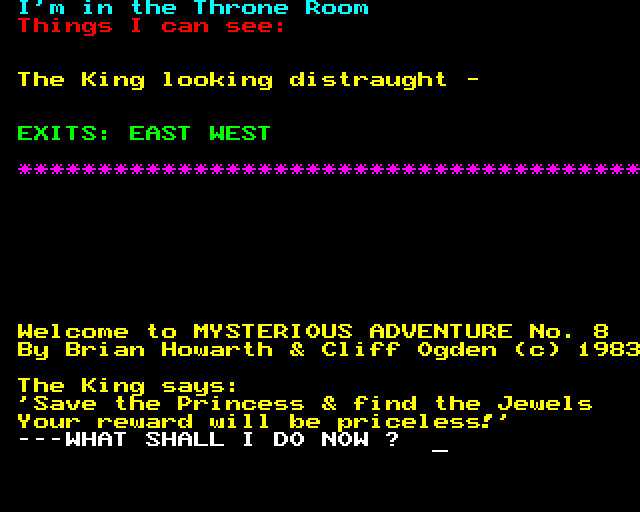 I'm in the Throne Room
Things I can see:
The King looking distraught -
EXITS: EAST WEST
***************************************
Welcome to MYSTERIOUS ADVENTURE No. 8
By Brian Howarth & Cliff Ogden (c) 1983
The King says:
'Save the Princess & find the Jewels
Your reward will be priceless!'
---WHAT SHALL I DO NOW ? _